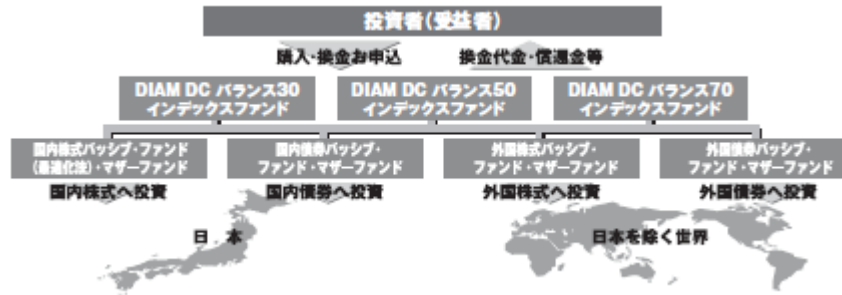 投資者(受益者)
購入・換金お申込　換金代金・償還金等
DIAM DC バランス30
インデックスファンド
DIAM DC バランス50
インデックスファンド
DIAM DC バランス70
インデックスファンド
国内株式パッシブ・ファンド
(最適化法)・マザーファンド
国内債券パッシブ・
ファンド・マザーファンド
外国株式パッシブ・
ファンド・マザーファンド
外国債券パッシブ・
ファンド・マザーファンド
国内株式へ投資　国内債券へ投資　外国株式へ投資　外国債券へ投資
日　本　日本を除く世界